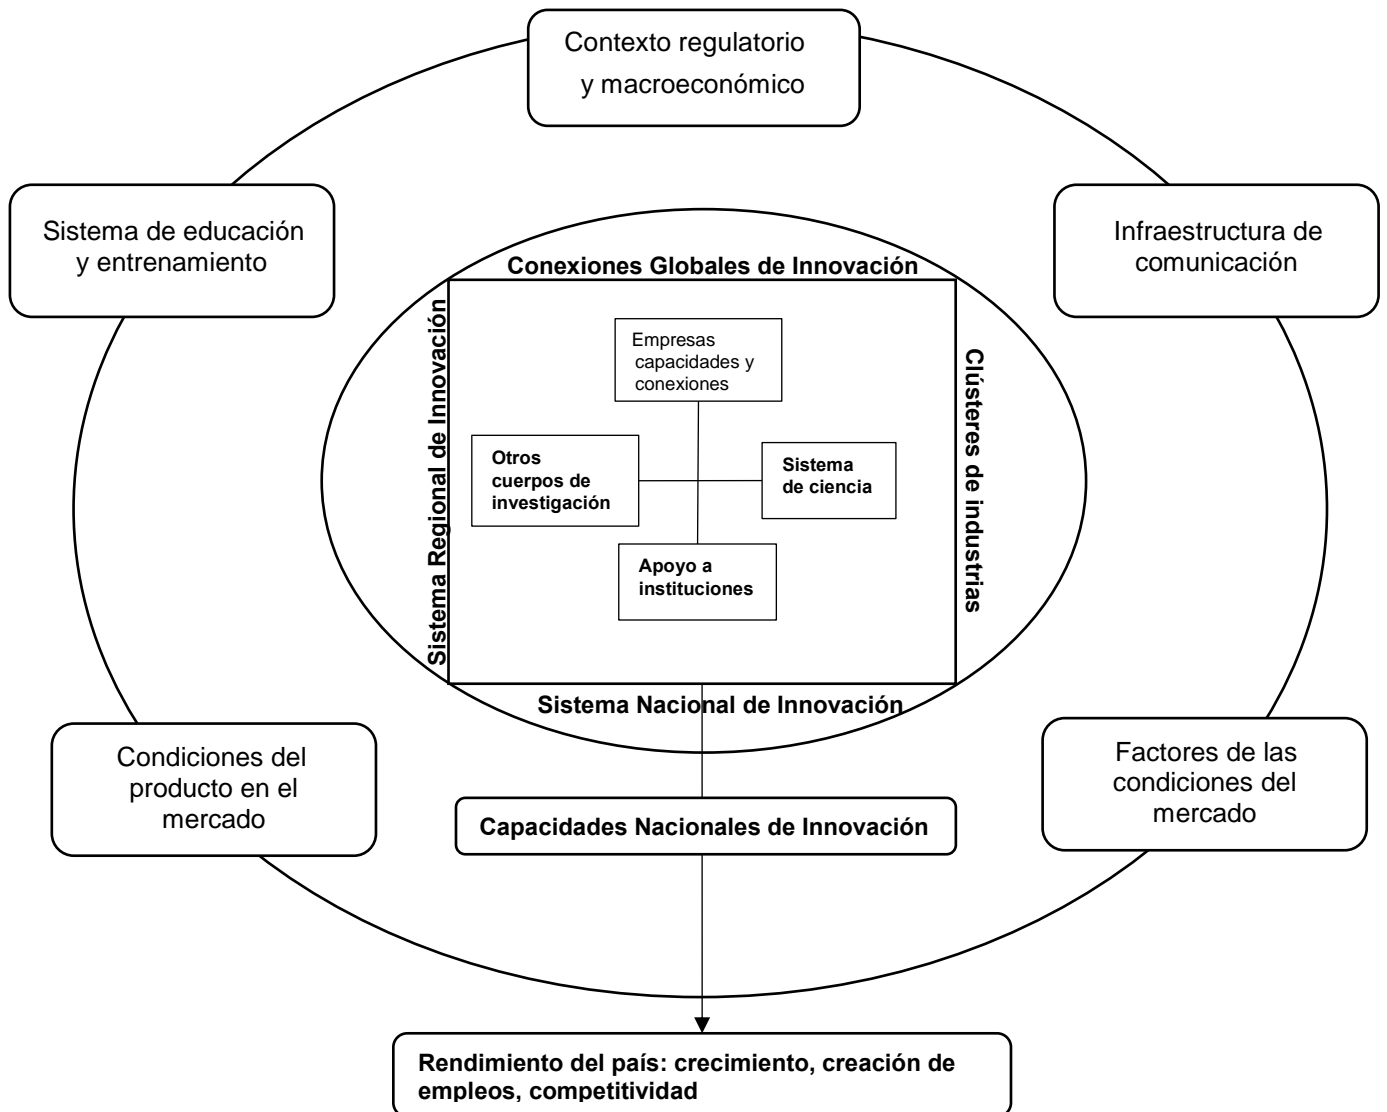 Contexto regulatorio
y macroeconómico
Sistema de educación
y entrenamiento
Infraestructura de
comunicación
Conexiones Globales de Innovación
Sistema Regional de Innovación
Empresas
capacidades y
conexiones
Otros
cuerpos de
investigación
Sistema
de ciencia
Apoyo a
instituciones
Clústeres de industrias
Sistema Nacional de Innovación
Condiciones del
producto en el
mercado
Factores de las
condiciones del
mercado
Capacidades Nacionales de Innovación
Rendimiento del país: crecimiento, creación de
empleos, competitividad